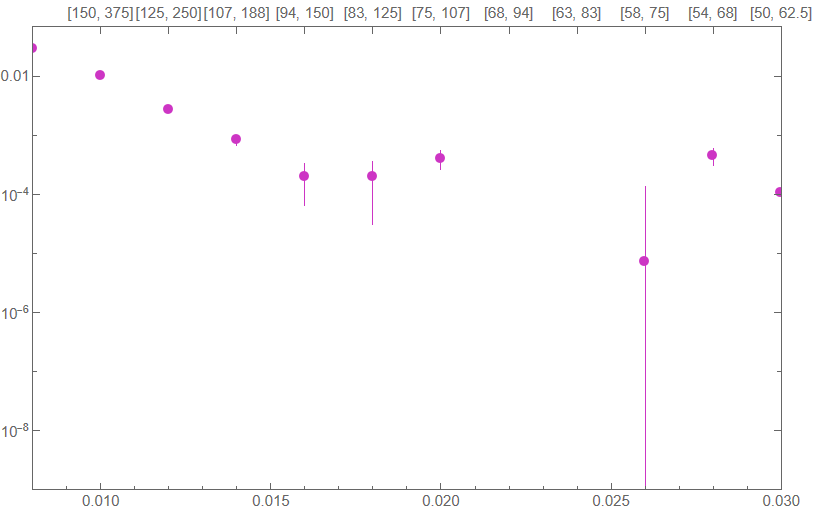 [150, 375] [125, 250] [107, 188] [94, 150] [83, 125] [75, 107] [68, 94] [63, 83] [58, 75] [54, 68] [50, 62.5]
0.01
10⁻⁴
10⁻⁶
10⁻⁸
0.010 0.015 0.020 0.025 0.030